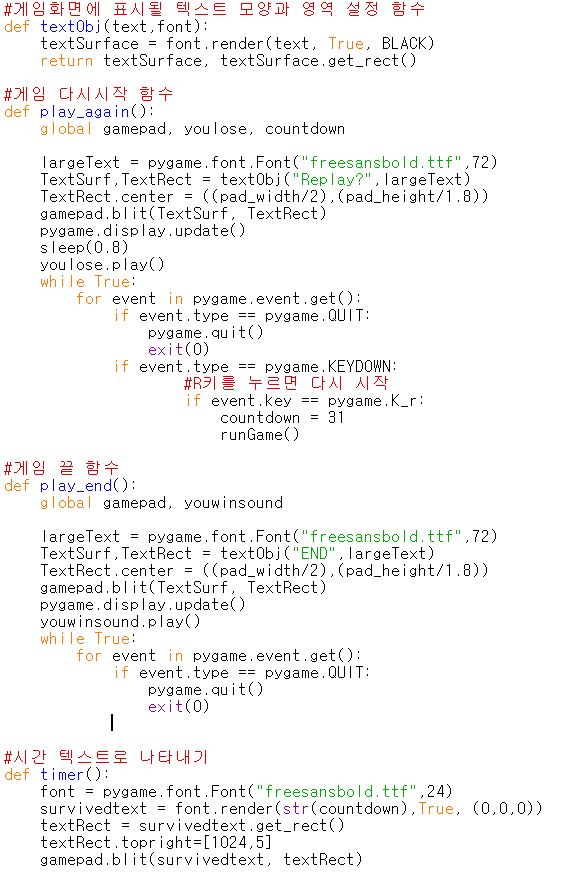 #게임화면에 표시될 텍스트 모양과 영역 설정 함수
def textObj(text,font):
    textSurface = font.render(text, True, BLACK)
    return textSurface, textSurface.get_rect()

#게임 다시시작 함수
def play_again():
    global gamepad, youlose, countdown

    largeText = pygame.font.Font("freesansbold.ttf",72)
    TextSurf,TextRect = textObj("Replay?",largeText)
    TextRect.center = ((pad_width/2),(pad_height/1.8))
    gamepad.blit(TextSurf, TextRect)
    pygame.display.update()
    sleep(0.8)
    youlose.play()
    while True:
        for event in pygame.event.get():
            if event.type == pygame.QUIT:
                pygame.quit()
                exit(0)
            if event.type == pygame.KEYDOWN:
                    #R키를 누르면 다시 시작
                    if event.key == pygame.K_r:
                        countdown = 31
                        runGame()

#게임 끝 함수
def play_end():
    global gamepad, youwinsound

    largeText = pygame.font.Font("freesansbold.ttf",72)
    TextSurf,TextRect = textObj("END",largeText)
    TextRect.center = ((pad_width/2),(pad_height/1.8))
    gamepad.blit(TextSurf, TextRect)
    pygame.display.update()
    youwinsound.play()
    while True:
        for event in pygame.event.get():
            if event.type == pygame.QUIT:
                pygame.quit()
                exit(0)

#시간 텍스트로 나타내기
def timer():
    font = pygame.font.Font("freesansbold.ttf",24)
    survivedtext = font.render(str(countdown),True, (0,0,0))
    textRect = survivedtext.get_rect()
    textRect.topright=[1024,5]
    gamepad.blit(survivedtext, textRect)